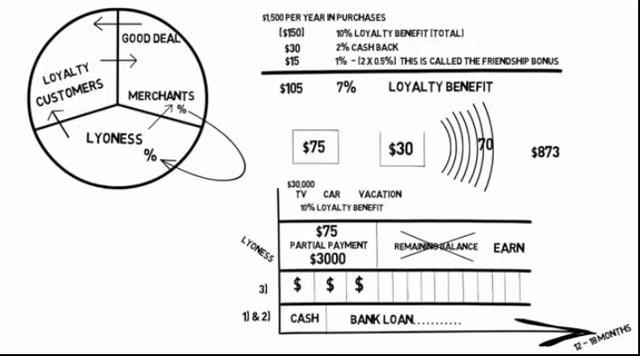 GOOD DEAL
LOYALTY
CUSTOMERS
MERCHANTS
%
LYONESS
%
$1,500 PER YEAR IN PURCHASES
($150) 10% LOYALTY BENEFIT (TOTAL)
$30 2% CASH BACK
$15 1% - (2 X 0.5%) THIS IS CALLED THE FRIENDSHIP BONUS
$105 7% LOYALTY BENEFIT
$75 $30 70 $873
$30,000
TV CAR VACATION
10% LOYALTY BENEFIT
LYONESS
$75
PARTIAL PAYMENT
$3000
REMAINING BALANCE EARN
3) $ $ $
1) & 2) CASH BANK LOAN...........
12 - 18 MONTHS